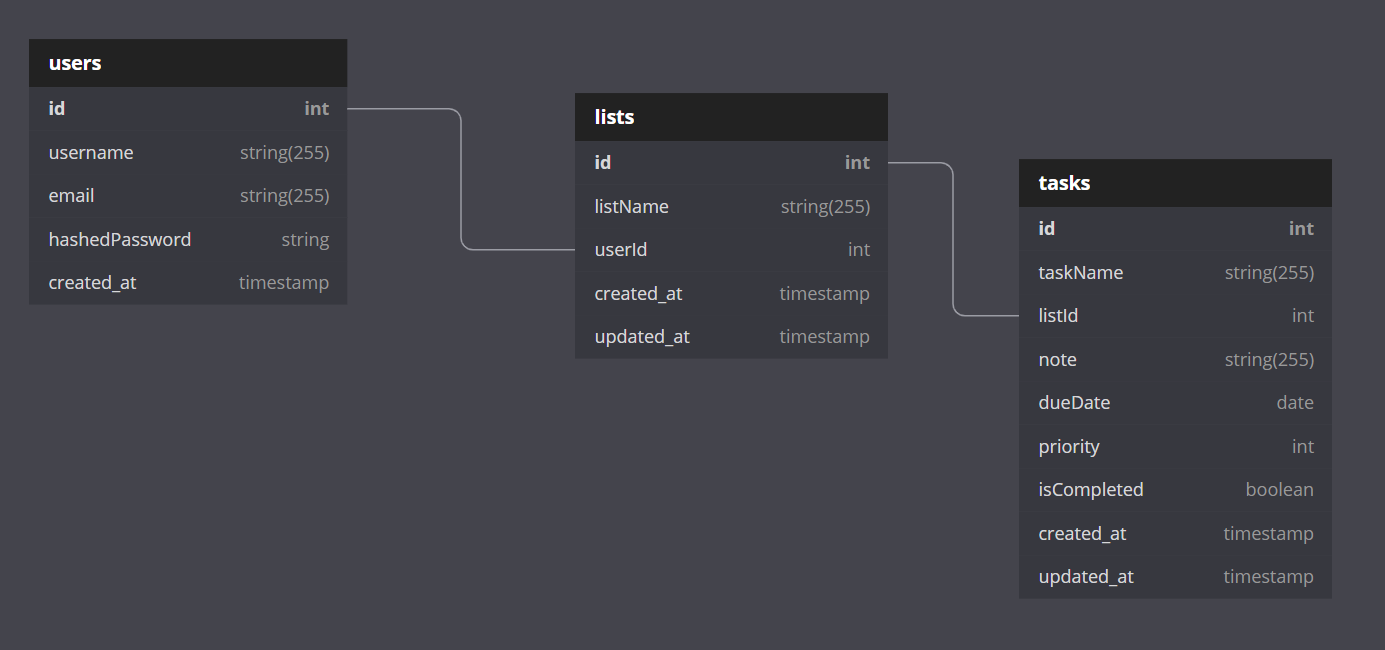 users
id int
username string(255)
email string(255)
hashedPassword string
created_at timestamp
lists
id int
listName string(255)
userId int
created_at timestamp
updated_at timestamp
tasks
id int
taskName string(255)
listId int
note string(255)
dueDate date
priority int
isCompleted boolean
created_at timestamp
updated_at timestamp